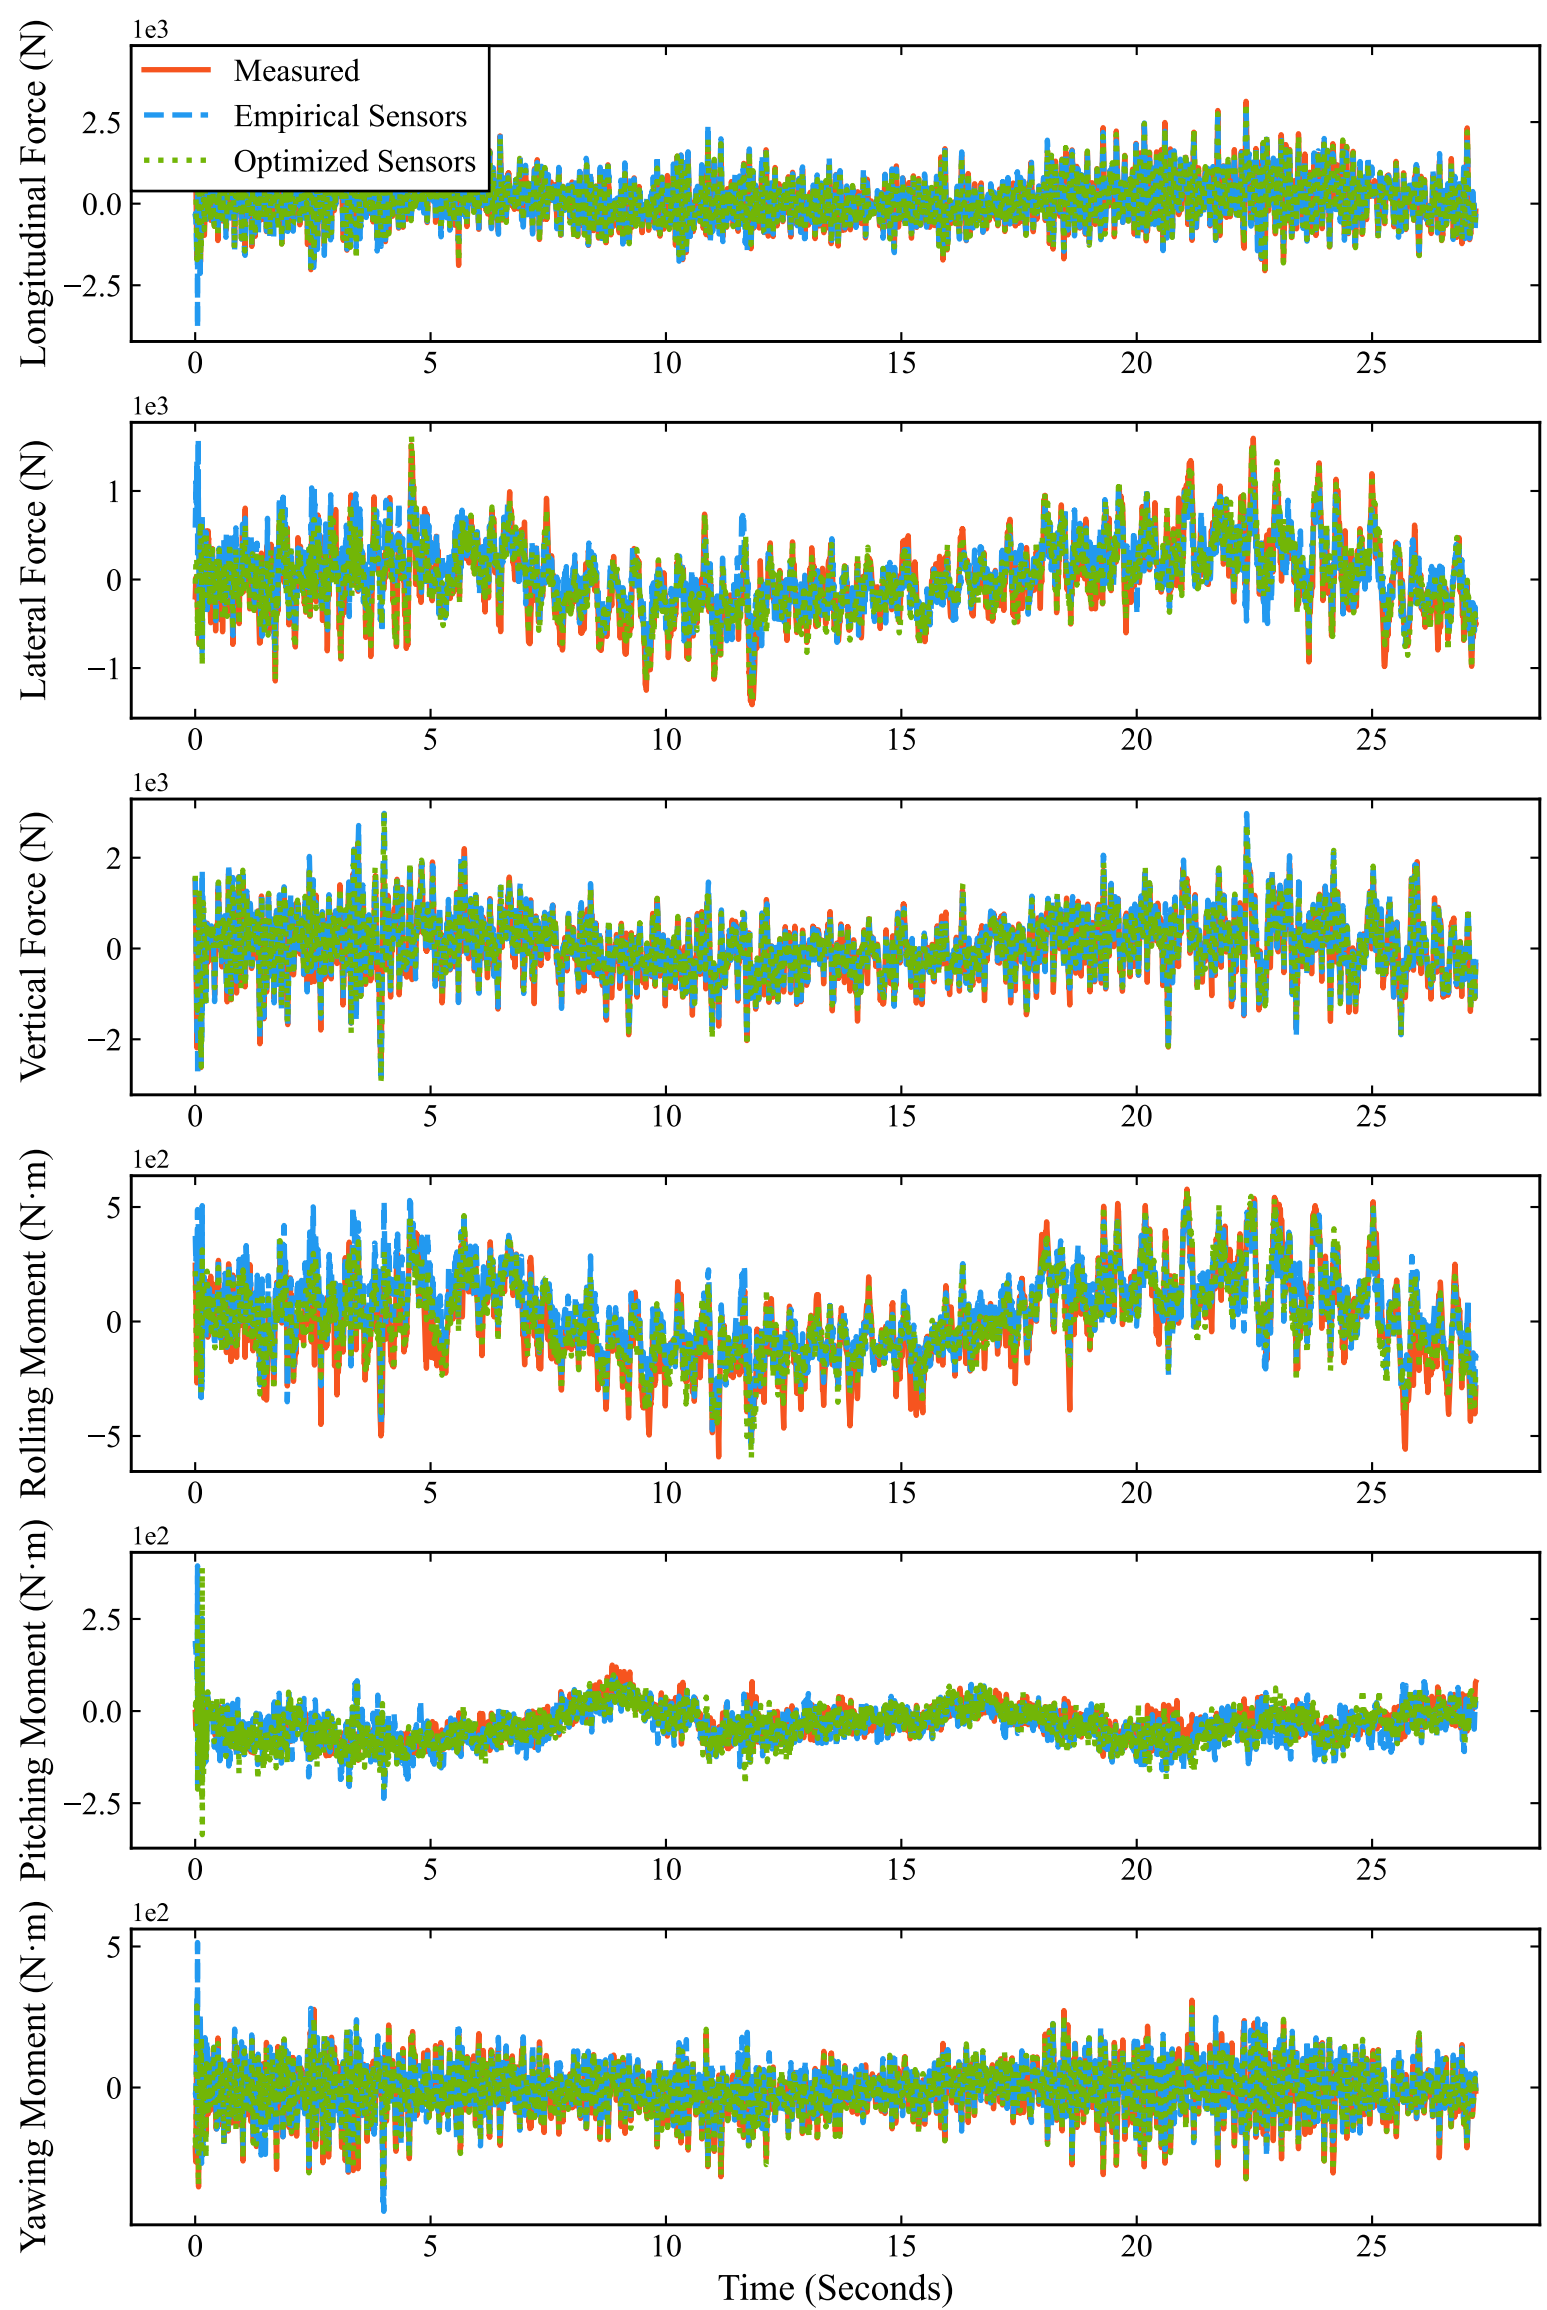 1e3
Longitudinal Force (N)
Measured
Empirical Sensors
Optimized Sensors
2.5
0.0
−2.5
0 5 10 15 20 25
1e3
Lateral Force (N)
1
0
−1
0 5 10 15 20 25
1e3
Vertical Force (N)
2
0
−2
0 5 10 15 20 25
1e2
Rolling Moment (N·m)
5
0
−5
0 5 10 15 20 25
1e2
Pitching Moment (N·m)
2.5
0.0
−2.5
0 5 10 15 20 25
1e2
Yawing Moment (N·m)
5
0
0 5 10 15 20 25
Time (Seconds)